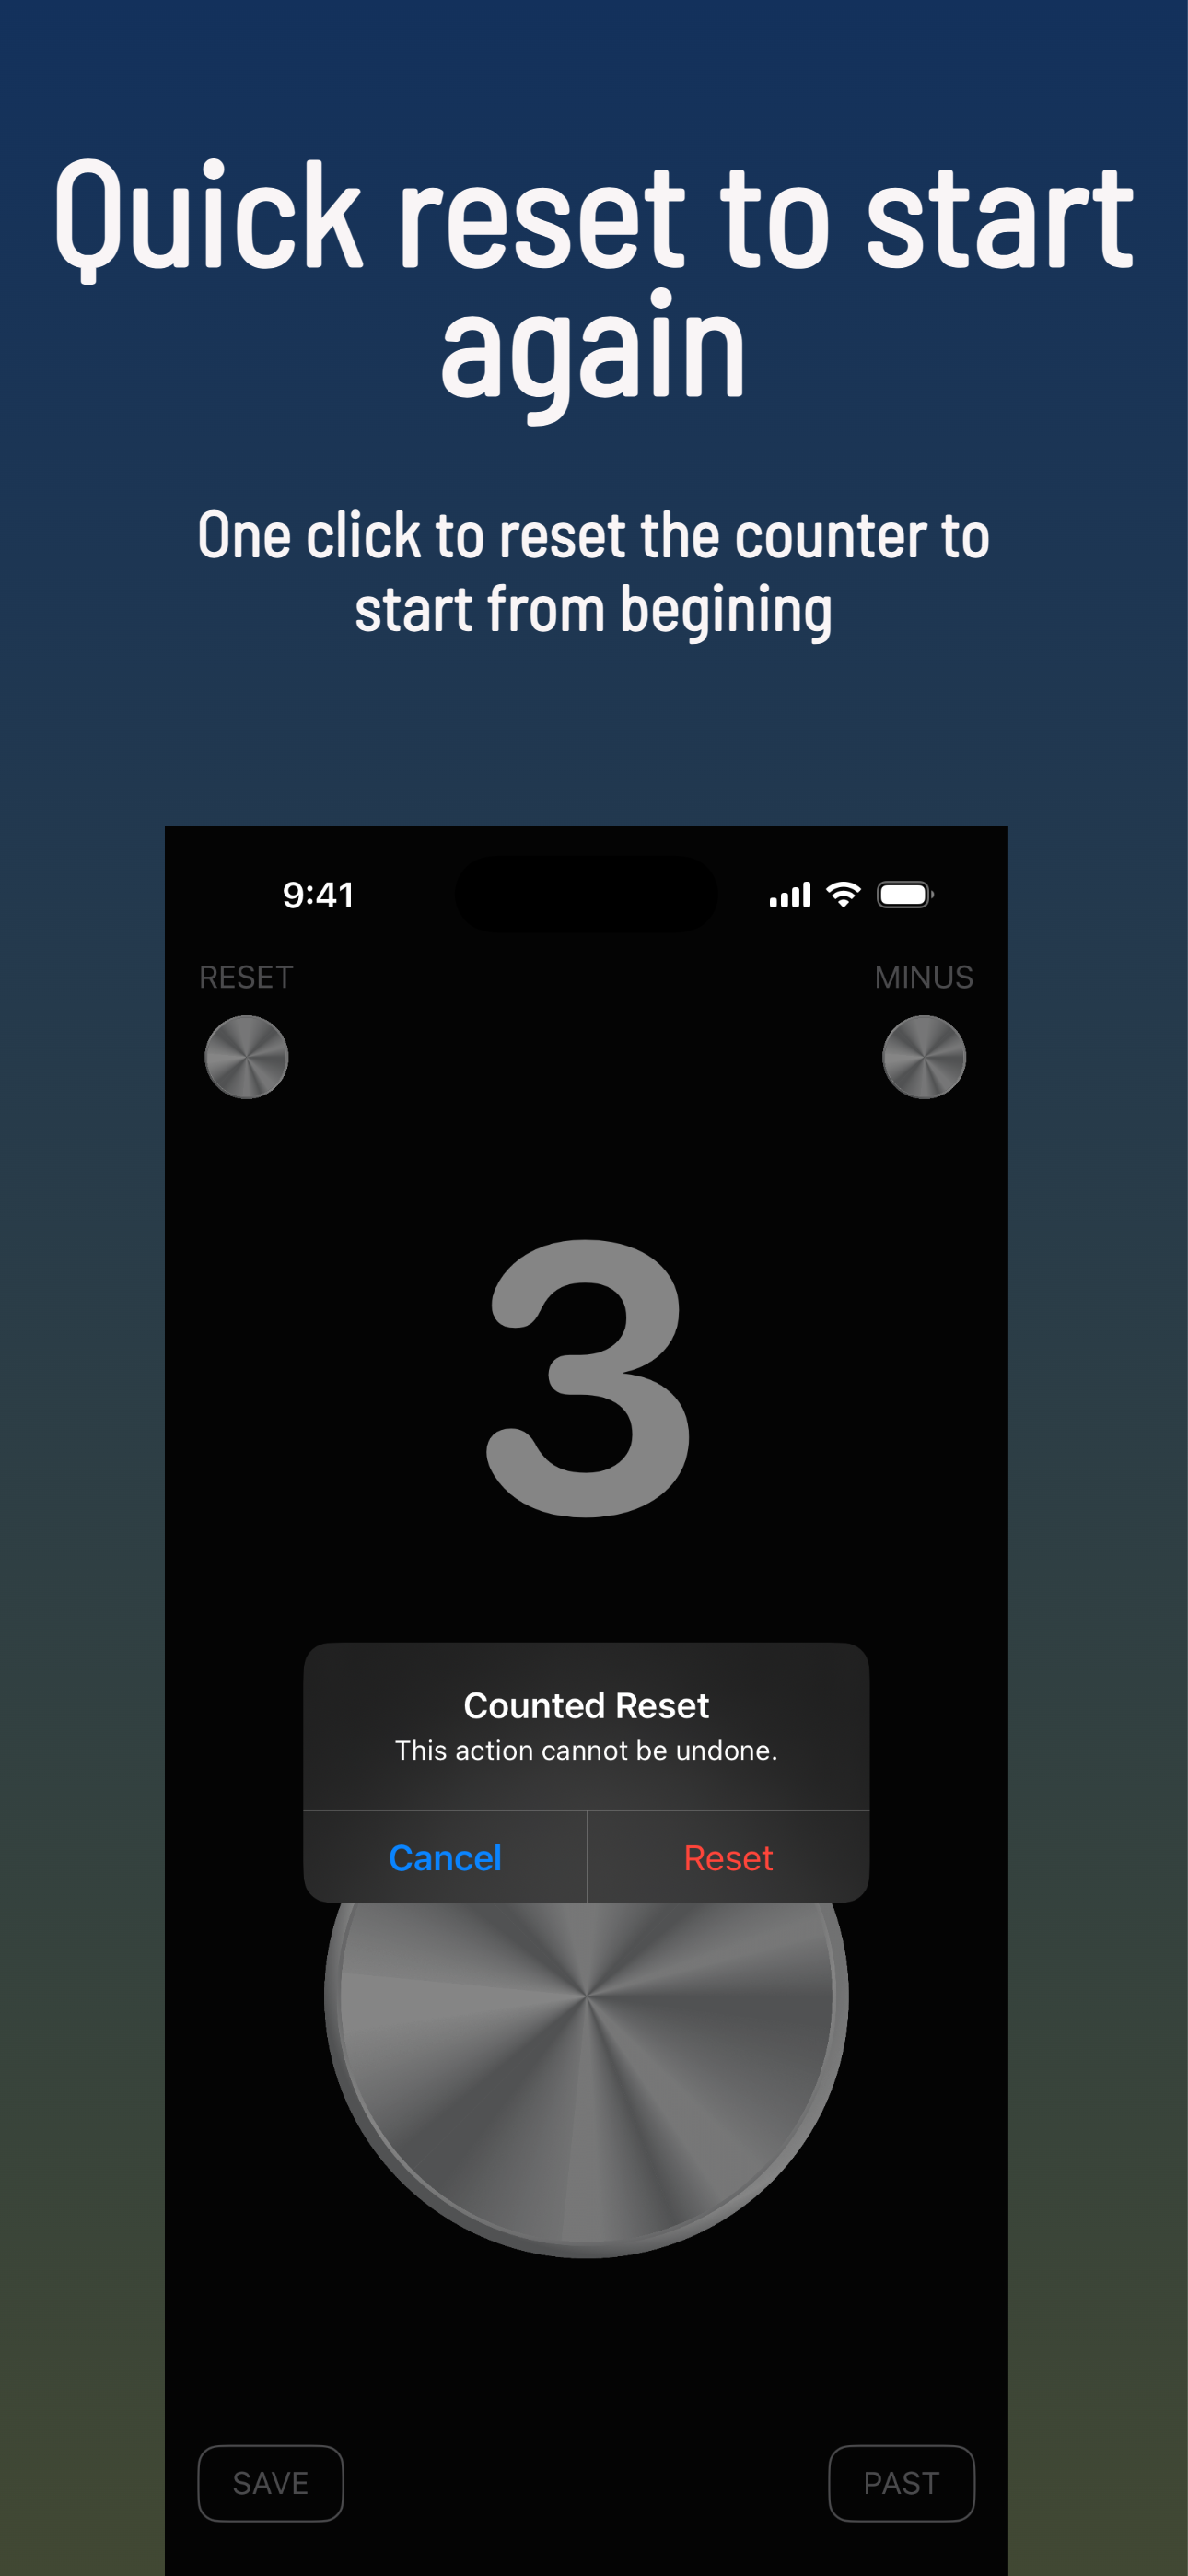 Quick reset to start
again
One click to reset the counter to
start from begining
9:41
RESET
MINUS
3
Counted Reset
This action cannot be undone.
Cancel
Reset
SAVE
PAST